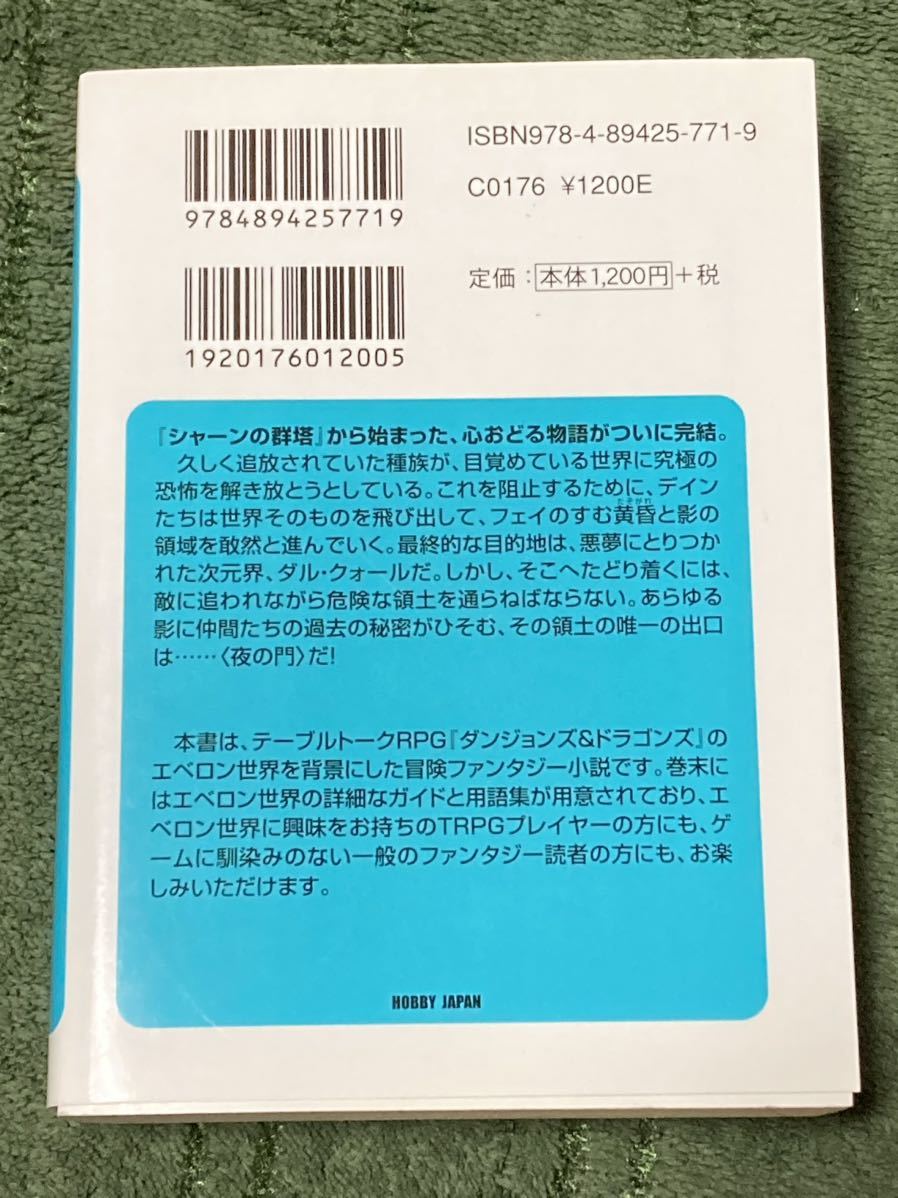 ISBN978-4-89425-771-9
9784894257719
C0176 ¥1200E
定価：本体1,200円+税
1920176012005
『シャーンの群塔』から始まった、心おどる物語がついに完結。
久しく追放されていた種族が、目覚めている世界に究極の
恐怖を解き放とうとしている。これを阻止するために、デイン
たそがれ
たちは世界そのものを飛び出して、フェイのすむ黄昏と影の
領域を敢然と進んでいく。最終的な目的地は、悪夢にとりつか
れた次元界、ダル・クォールだ。しかし、そこへたどり着くには、
敵に追われながら危険な領土を通らねばならない。あらゆる
影に仲間たちの過去の秘密がひそむ、その領土の唯一の出口
は……〈夜の門〉だ!
本書は、テーブルトークRPG『ダンジョンズ&ドラゴンズ』の
エベロン世界を背景にした冒険ファンタジー小説です。巻末に
はエベロン世界の詳細なガイドと用語集が用意されており、エ
ベロン世界に興味をお持ちのTRPGプレイヤーの方にも、ゲ
ームに馴染みのない一般のファンタジー読者の方にも、お楽
しみいただけます。
HOBBY JAPAN